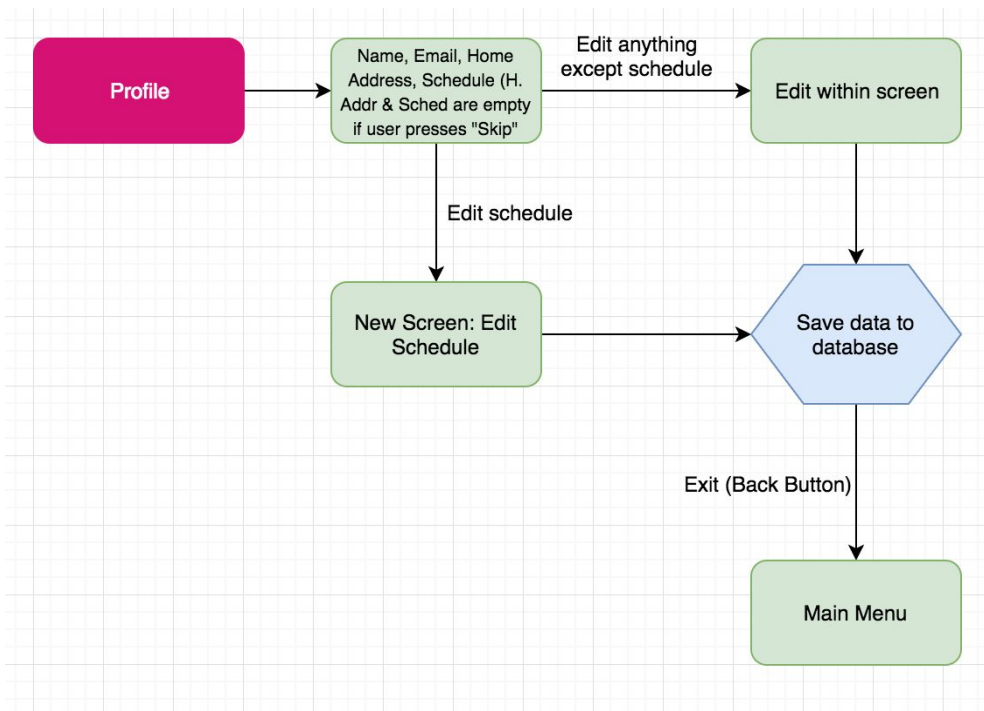 Profile
Name, Email, Home
Address, Schedule (H.
Addr & Sched are empty
if user presses "Skip"
Edit anything
except schedule
Edit within screen
Edit schedule
New Screen: Edit
Schedule
Save data to
database
Exit (Back Button)
Main Menu